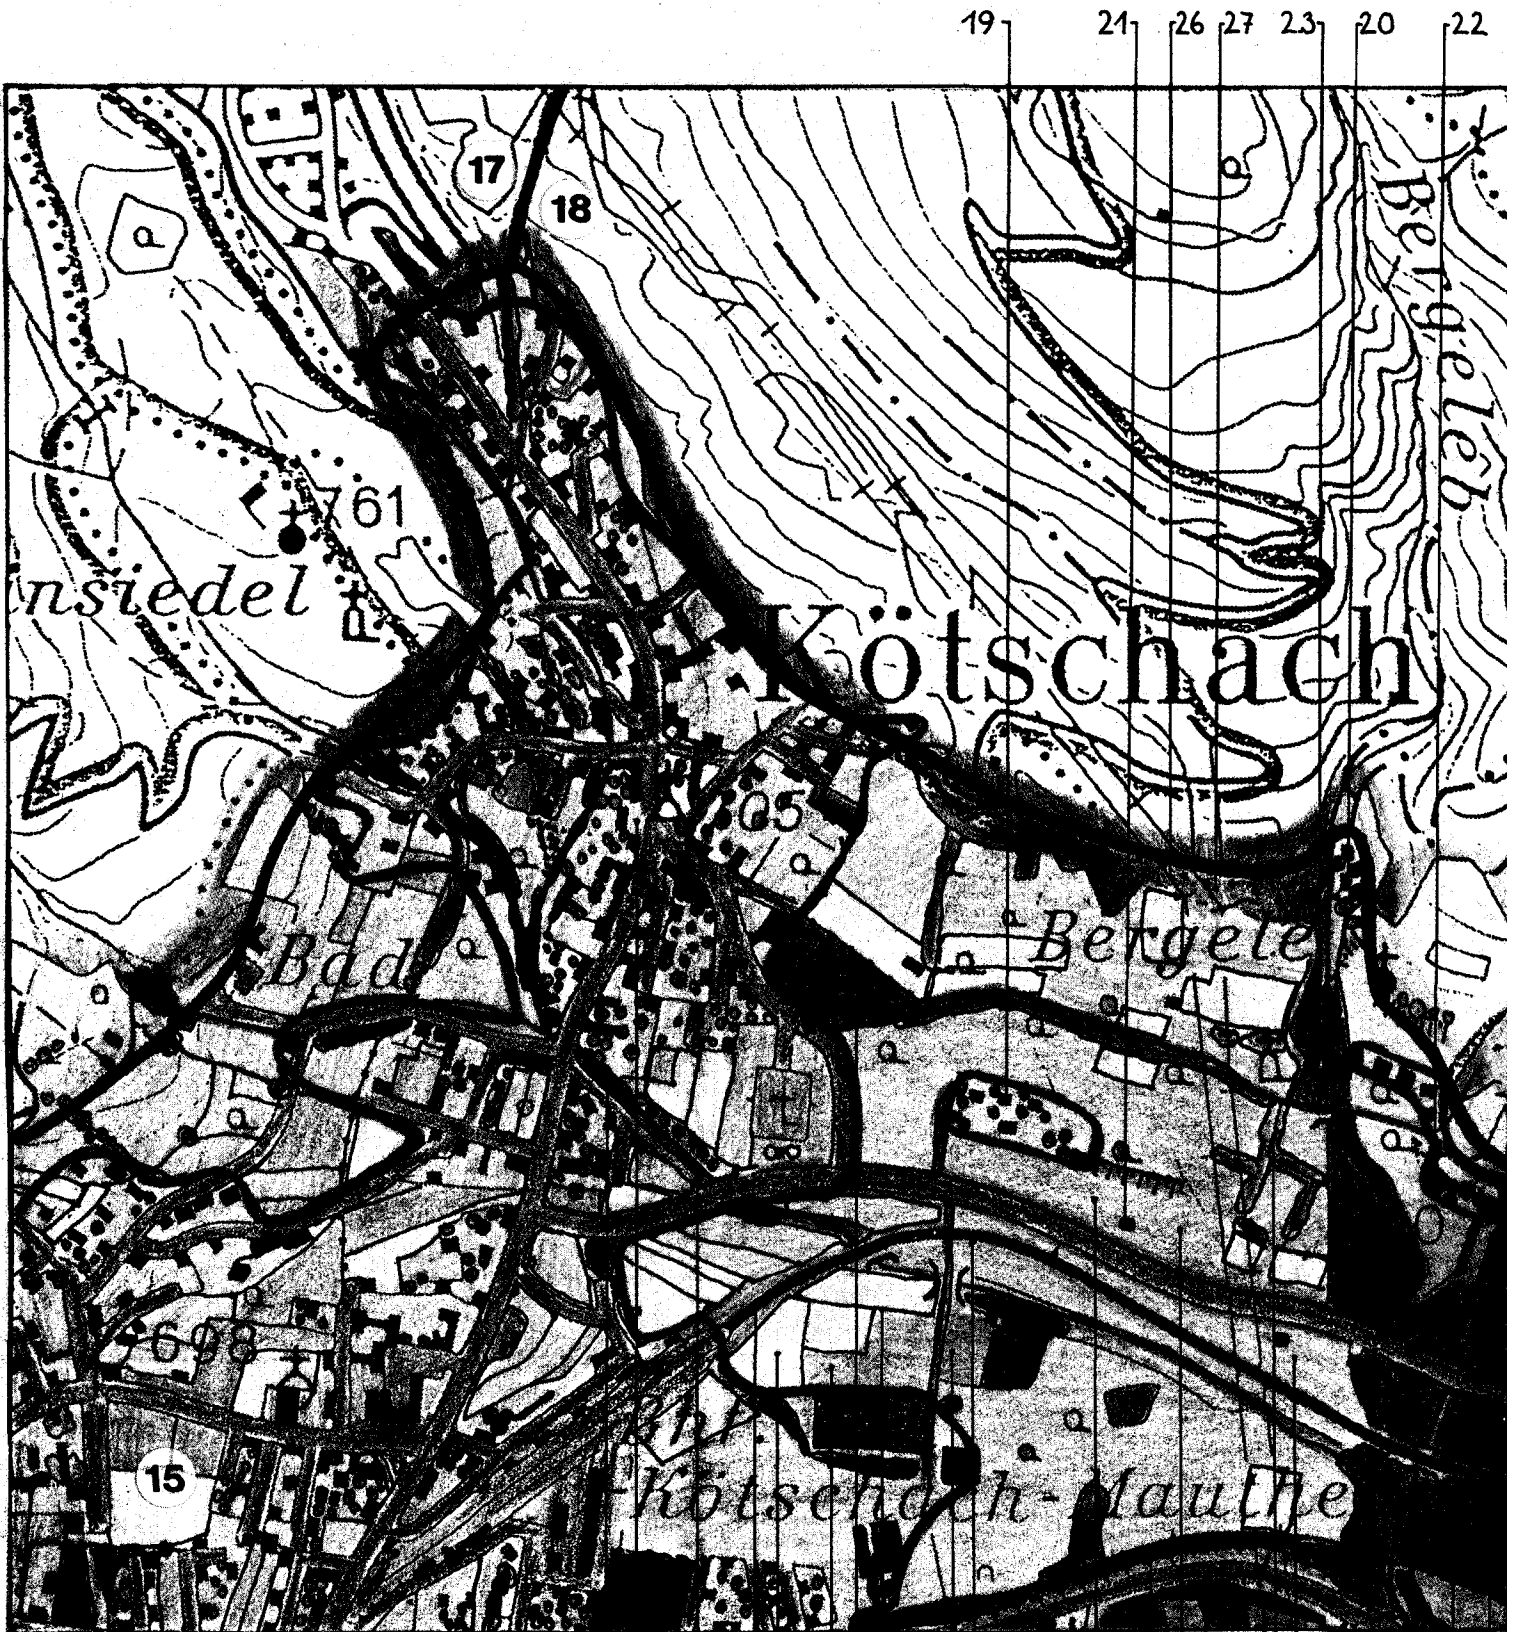 19 21 26 27 23 20 22
17
18
Bergeleb
761
nsiedel
Kötschach
05
Bergele
Bad
698
Bhf
15
Kötschach-Mauthe